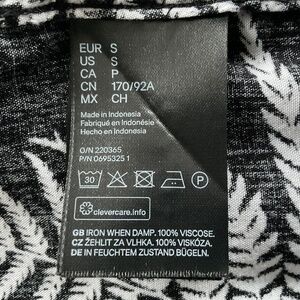 EUR S
US S
CA P
CN 170/92A
MX CH
Made in Indonesia
Fabriqué en Indonésie
Hecho en Indonesia
O/N 220365
P/N 0695325 1
30
P
clevercare.info
GB IRON WHEN DAMP. 100% VISCOSE.
CZ ŽEHLIT ZA VLHKA. 100% VISKÓZA.
DE IN FEUCHTEM ZUSTAND BÜGELN.